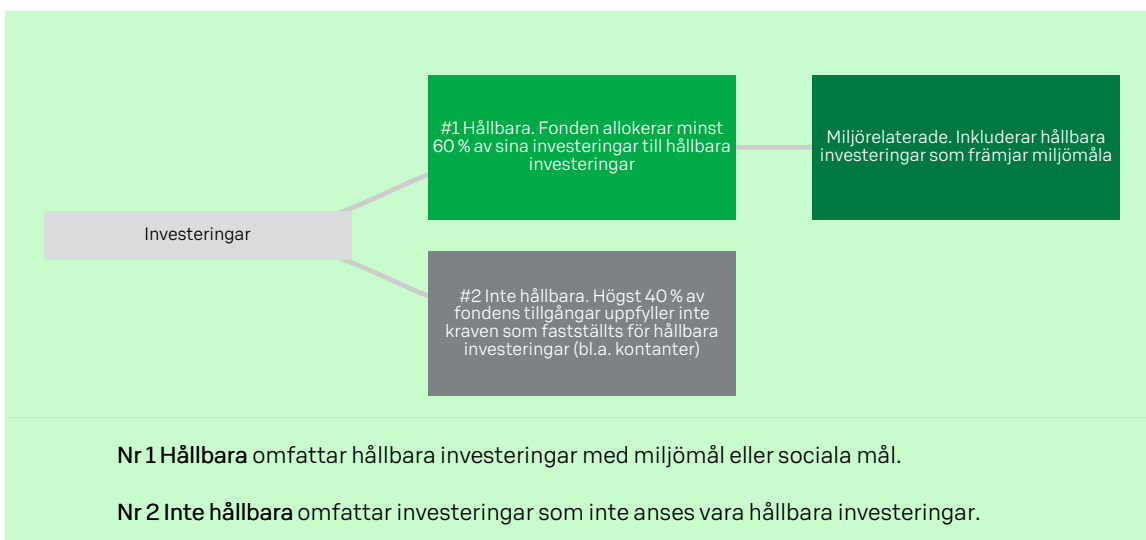 #1 Hållbara. Fonden allokerar minst
60 % av sina investeringar till hållbara
investeringar
Miljörelaterade. Inkluderar hållbara
investeringar som främjar miljömåla
Investeringar
#2 Inte hållbara. Högst 40 % av
fondens tillgångar uppfyller inte
kraven som fastställts för hållbara
investeringar (bl.a. kontanter)
Nr 1 Hållbara omfattar hållbara investeringar med miljömål eller sociala mål.
Nr 2 Inte hållbara omfattar investeringar som inte anses vara hållbara investeringar.